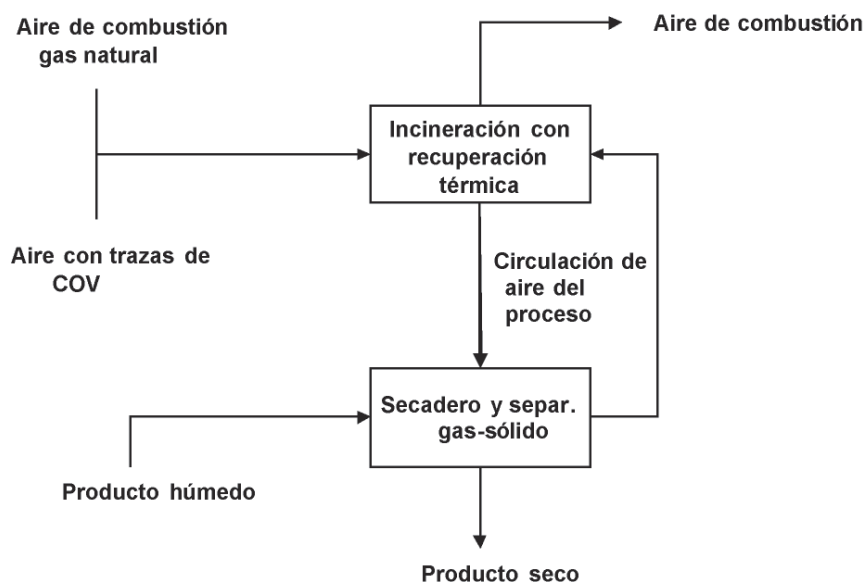 Aire de combustión
gas natural
Aire de combustión
Incineración con
recuperación
térmica
Aire con trazas de
COV
Circulación de
aire del
proceso
Secadero y separ.
gas-sólido
Producto húmedo
Producto seco